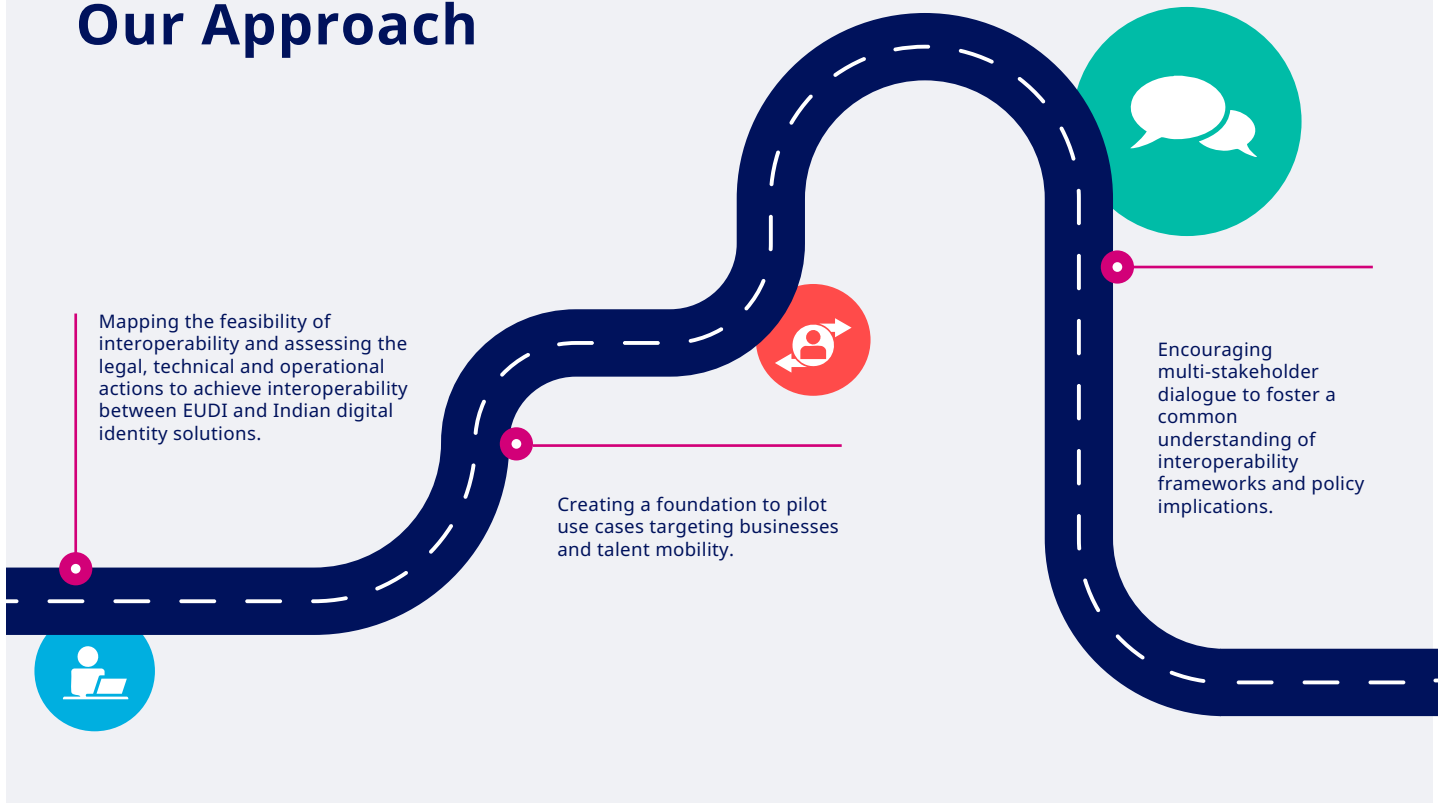 Our Approach
Mapping the feasibility of
interoperability and assessing the
legal, technical and operational
actions to achieve interoperability
between EUDI and Indian digital
identity solutions.
Creating a foundation to pilot
use cases targeting businesses
and talent mobility.
Encouraging
multi-stakeholder
dialogue to foster a
common
understanding of
interoperability
frameworks and policy
implications.